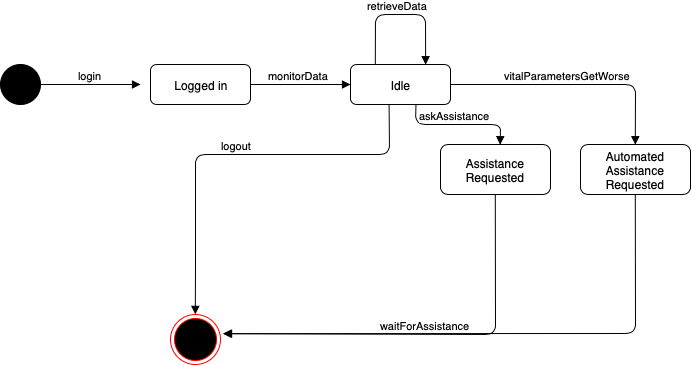 retrieveData
login
Logged in
monitorData
Idle
vitalParametersGetWorse
askAssistance
logout
Assistance
Requested
Automated
Assistance
Requested
waitForAssistance